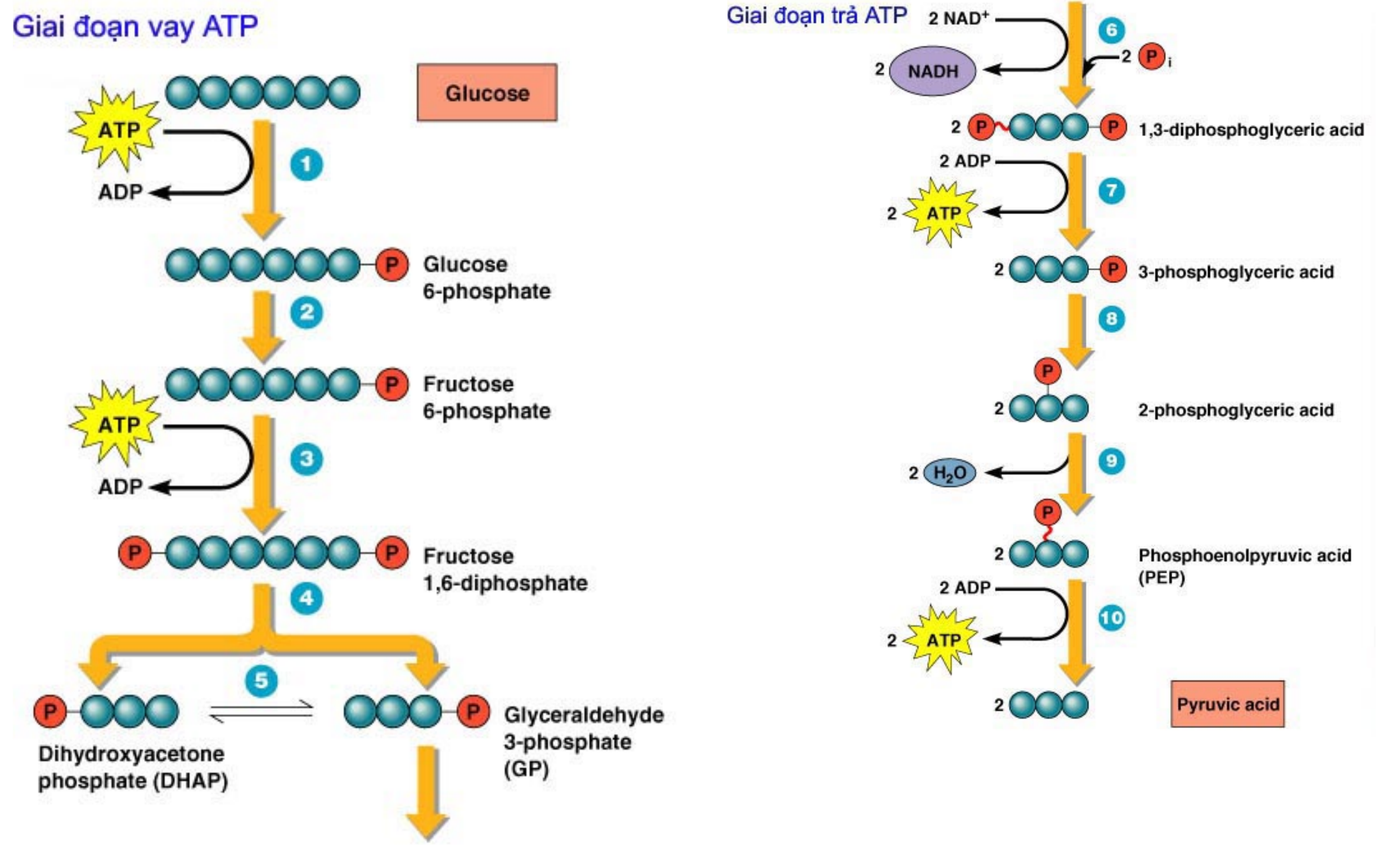 Giai đoạn vay ATP
Glucose
ATP
ADP
1
P
Glucose
6-phosphate
2
P
Fructose
6-phosphate
ATP
ADP
3
P
P
Fructose
1,6-diphosphate
4
5
P
P
Dihydroxyacetone
phosphate (DHAP)
Glyceraldehyde
3-phosphate
(GP)
Giai đoạn trả ATP
2 NAD⁺
6
2 P i
2 NADH
2 P P 1,3-diphosphoglyceric acid
2 ADP
7
2 ATP
2 P 3-phosphoglyceric acid
8
P
2 2-phosphoglyceric acid
9
2 H₂O
P
2 Phosphoenolpyruvic acid
(PEP)
2 ADP
10
2 ATP
2 Pyruvic acid